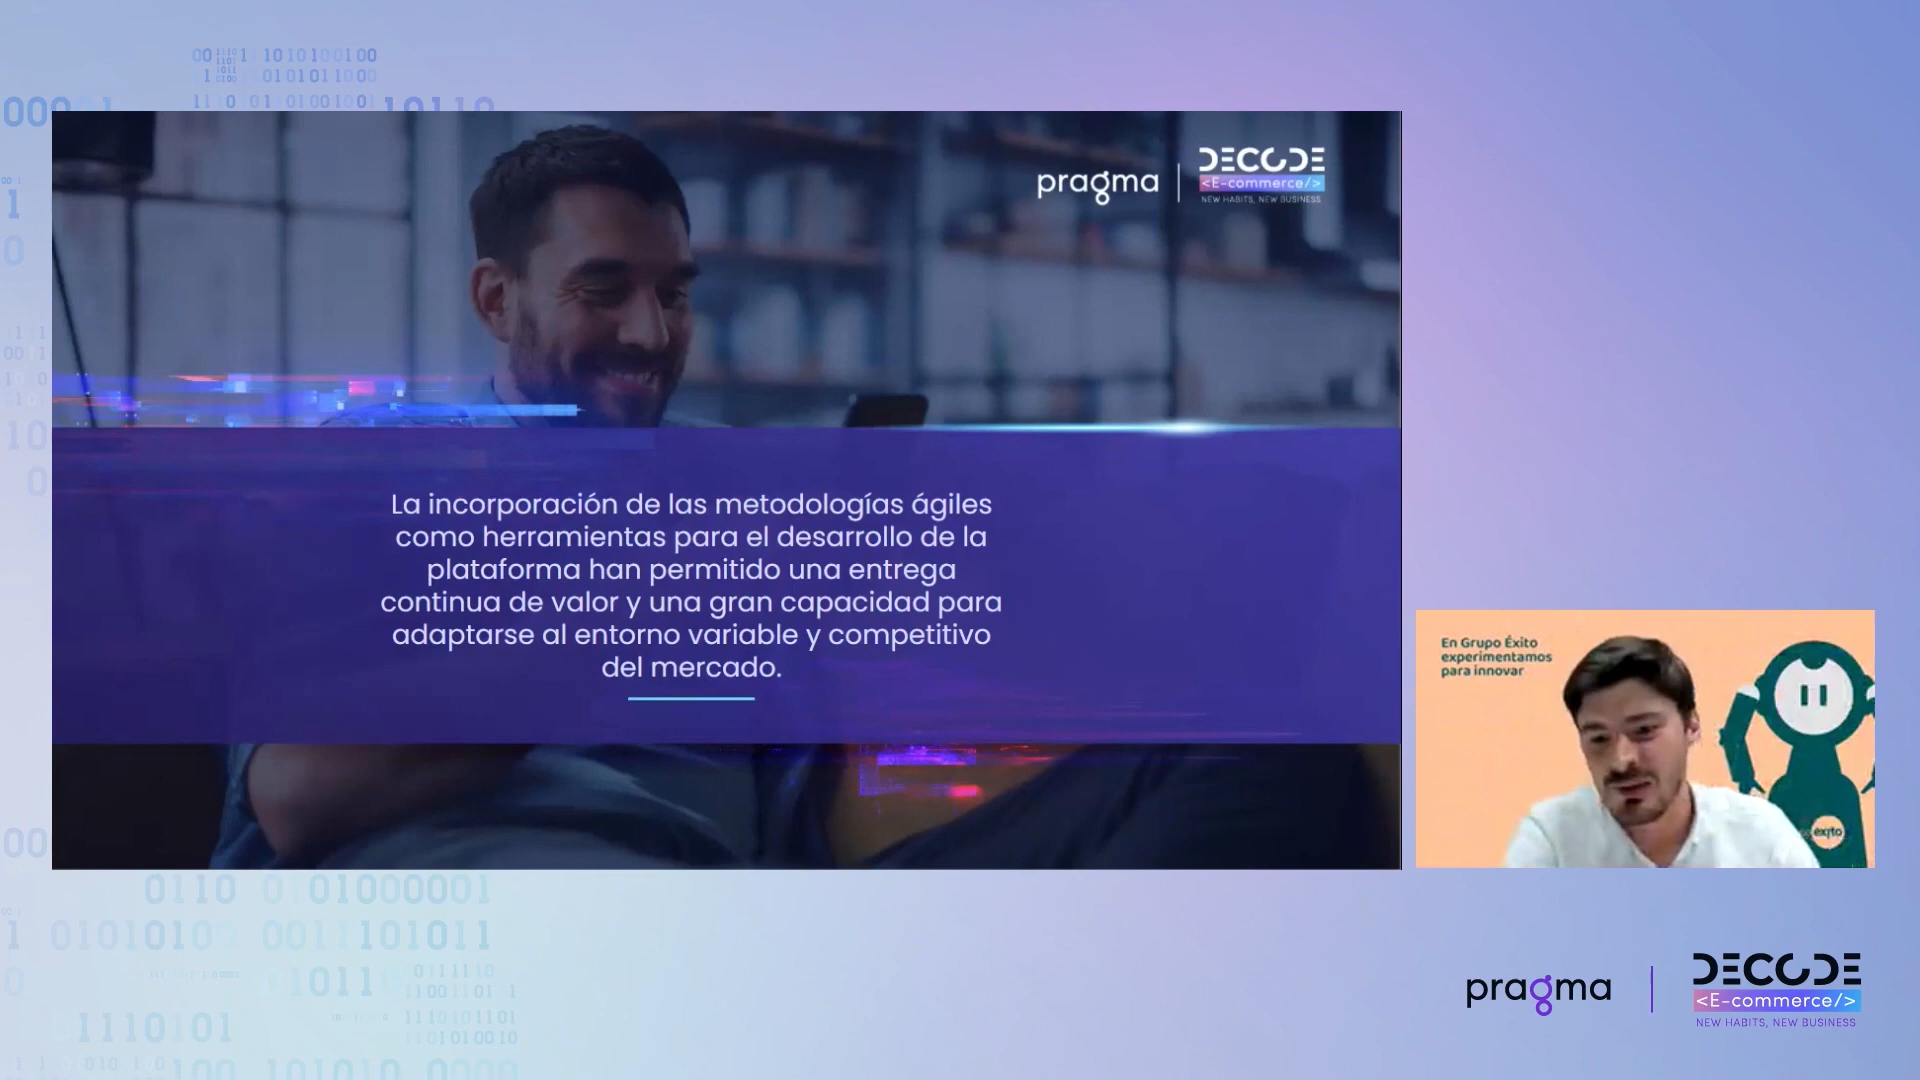 pragma
DECODE
<E-commerce/>
NEW HABITS, NEW BUSINESS
La incorporación de las metodologías ágiles
como herramientas para el desarrollo de la
plataforma han permitido una entrega
continua de valor y una gran capacidad para
adaptarse al entorno variable y competitivo
del mercado.
En Grupo Éxito
experimentamos
para innovar
éxito
pragma
DECODE
<E-commerce/>
NEW HABITS, NEW BUSINESS